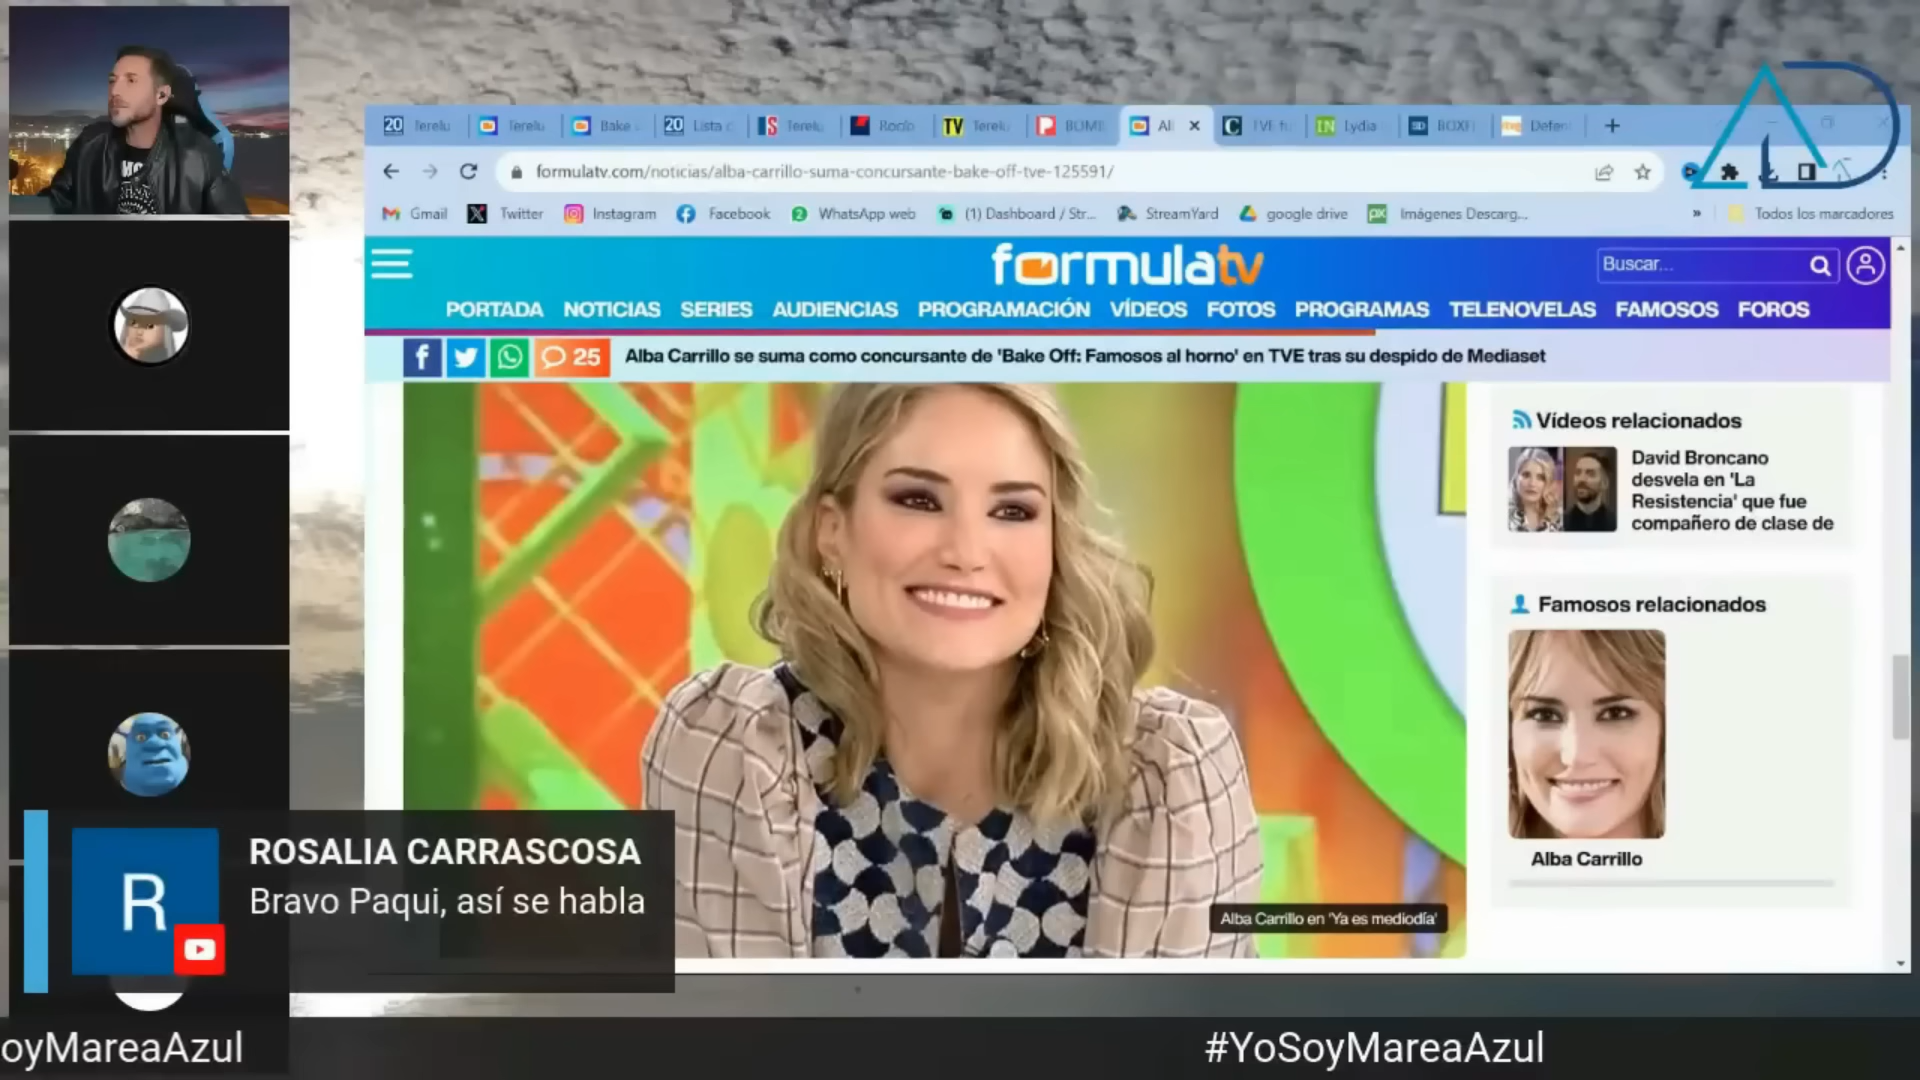 20 Terelu
Terelu
Bake
20 Lista
S Terelu
Rocío
TV Terelu
Al
C TVE fu
IN Lydia
SD BOXE
Defen
AD
formulatv.com/noticias/alba-carrillo-suma-concursante-bake-off-tve-125591/
Gmail
Twitter
Instagram
Facebook
WhatsApp web
(1) Dashboard / Str...
StreamYard
google drive
Imágenes Descarg...
»
Todos los marcadores
formulatv
Buscar...
PORTADA NOTICIAS SERIES AUDIENCIAS PROGRAMACIÓN VÍDEOS FOTOS PROGRAMAS TELENOVELAS FAMOSOS FOROS
25
Alba Carrillo se suma como concursante de 'Bake Off: Famosos al horno' en TVE tras su despido de Mediaset
Vídeos relacionados
David Broncano
desvela en 'La
Resistencia' que fue
compañero de clase de
Famosos relacionados
Alba Carrillo
Alba Carrillo en 'Ya es mediodía'
R
ROSALIA CARRASCOSA
Bravo Paqui, así se habla
oyMareaAzul
#YoSoyMareaAzul